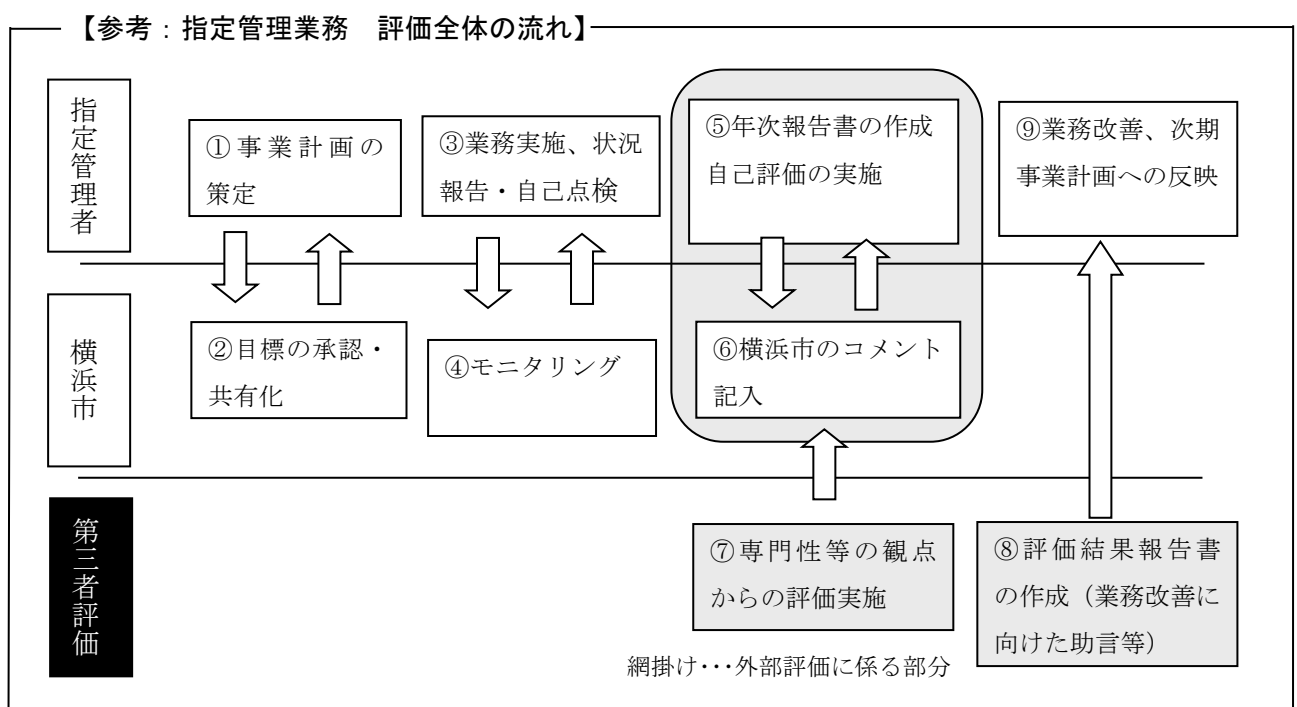 【参考：指定管理業務　評価全体の流れ】
指定管理者
①事業計画の
策定
③業務実施、状況
報告・自己点検
⑤年次報告書の作成
自己評価の実施
⑨業務改善、次期
事業計画への反映
横浜市
②目標の承認・
共有化
④モニタリング
⑥横浜市のコメント
記入
第三者評価
⑦専門性等の観点
からの評価実施
⑧評価結果報告書
の作成（業務改善に
向けた助言等）
網掛け･･･外部評価に係る部分